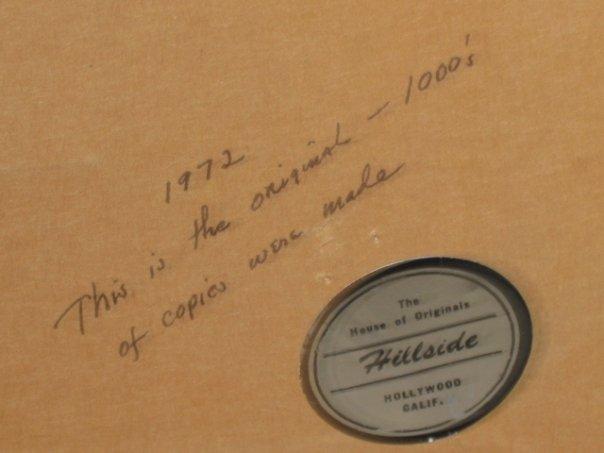 1972
This is the original - 1000's
of copies were made
The
House of Originals
Hillside
HOLLYWOOD
CALIF.